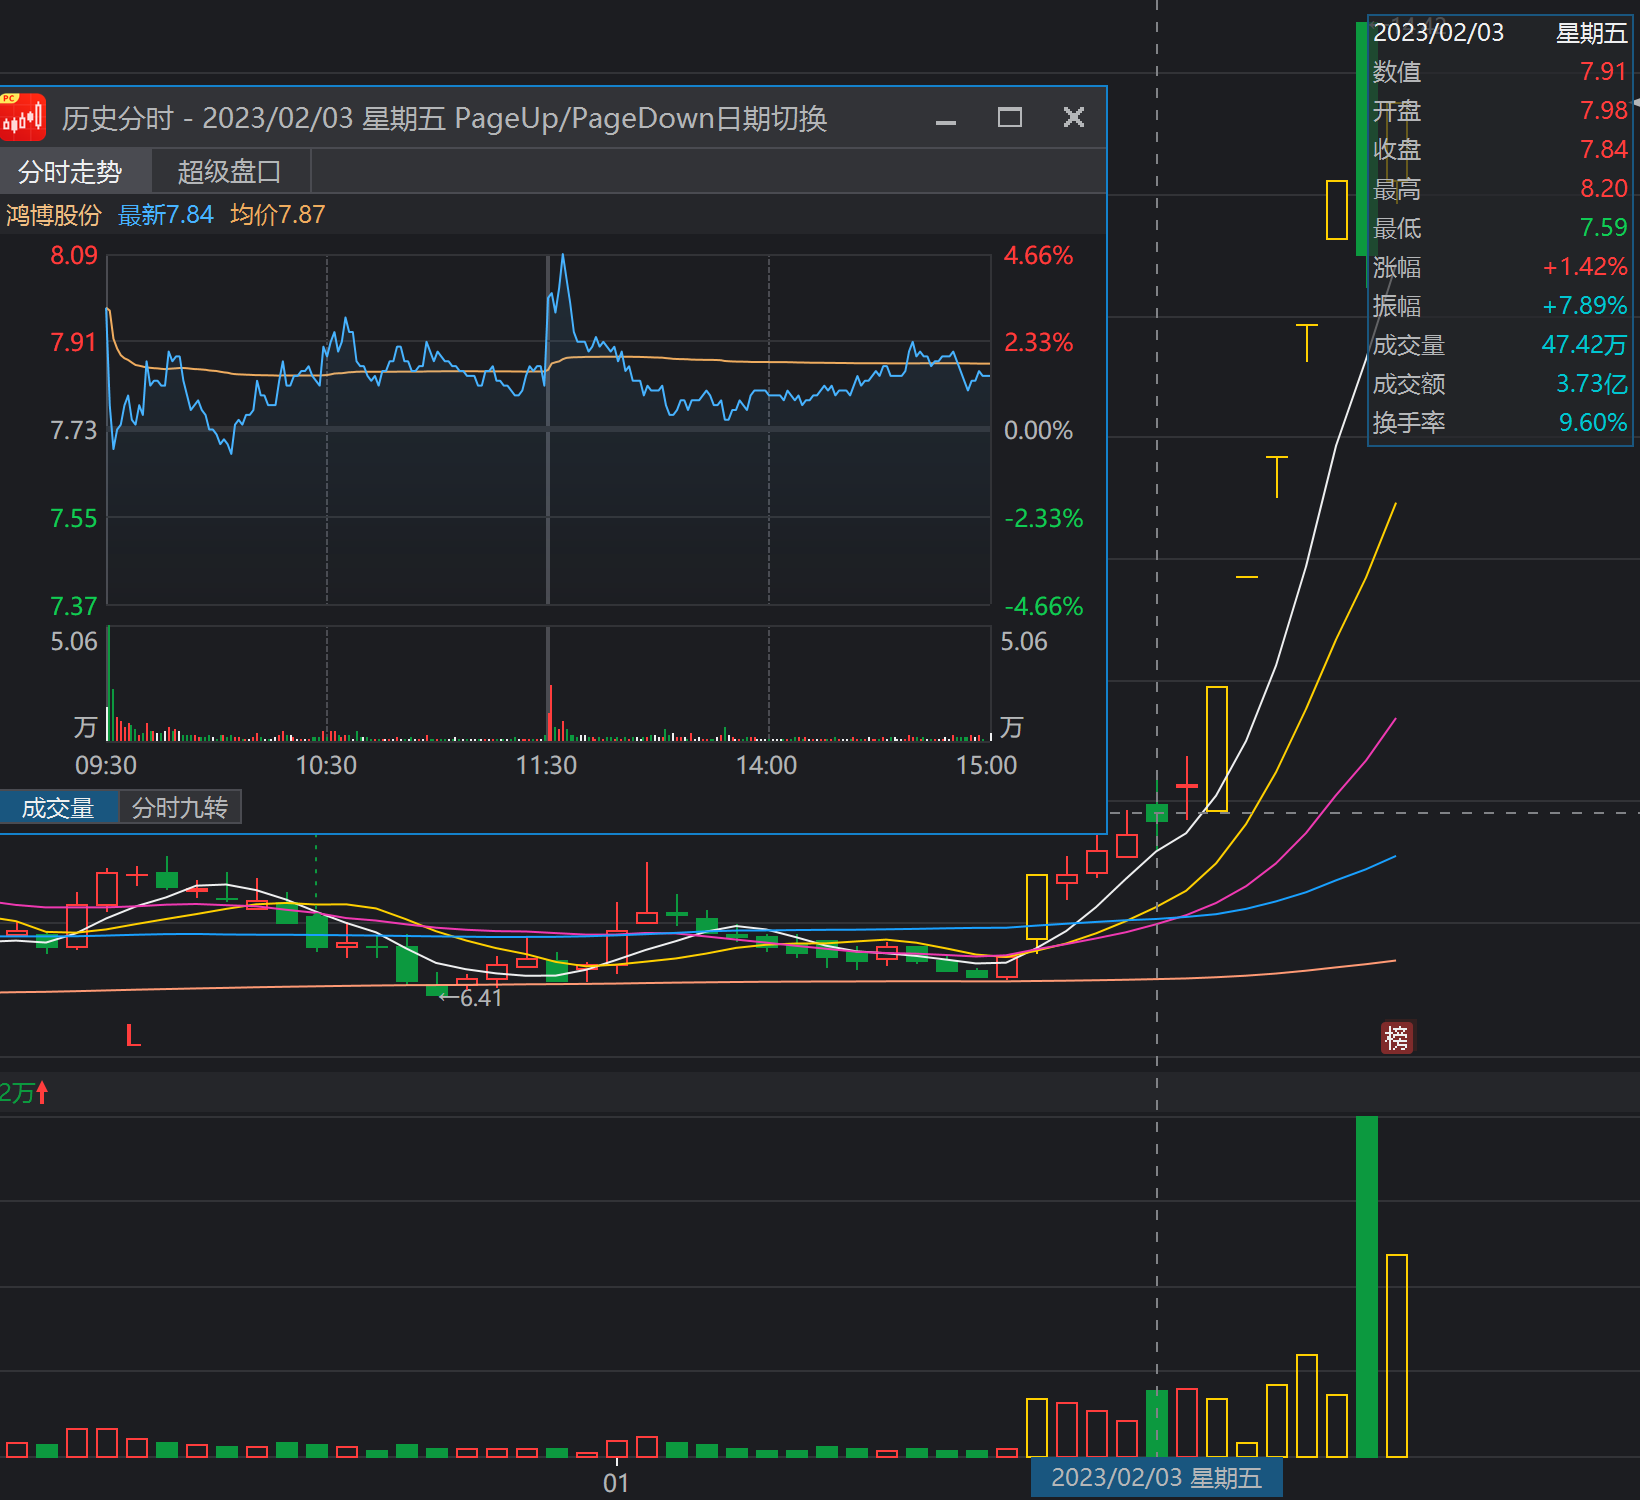 历史分时 - 2023/02/03 星期五 PageUp/PageDown日期切换
分时走势 超级盘口
鸿博股份 最新7.84 均价7.87
8.09 4.66%
7.91 2.33%
7.73 0.00%
7.55 -2.33%
7.37 -4.66%
5.06 5.06
万 万
09:30 10:30 11:30 14:00 15:00
成交量 分时九转
2023/02/03 星期五
数值 7.91
开盘 7.98
收盘 7.84
最高 8.20
最低 7.59
涨幅 +1.42%
振幅 +7.89%
成交量 47.42万
成交额 3.73亿
换手率 9.60%
←6.41
L
榜
2万
01
2023/02/03 星期五